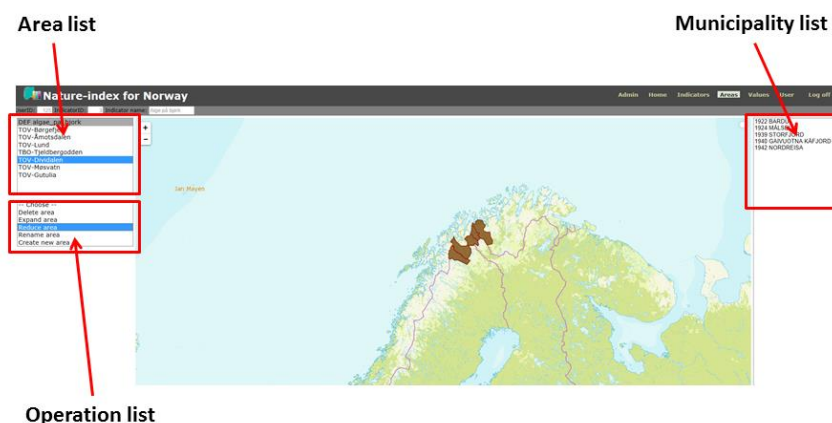 Area list
Municipality list
Nature-index for Norway
Admin Home Indicators Areas Values User Log off
UserID: IndicatorID: Indicator name:
DEF algae_på_bjork
TOV-Børgefjell
TOV-Åmotsdalen
TOV-Lund
TBO-Tjeldbergodden
TOV-Dividalen
TOV-Møsvatn
TOV-Gutulia
+
-
1922 BARDU
1924 MÅLSELV
1939 STORFJORD
1940 GAIVUOTNA KÅFJORD
1942 NORDREISA
Jan Mayen
-- Choose --
Delete area
Expand area
Reduce area
Rename area
Create new area
Operation list